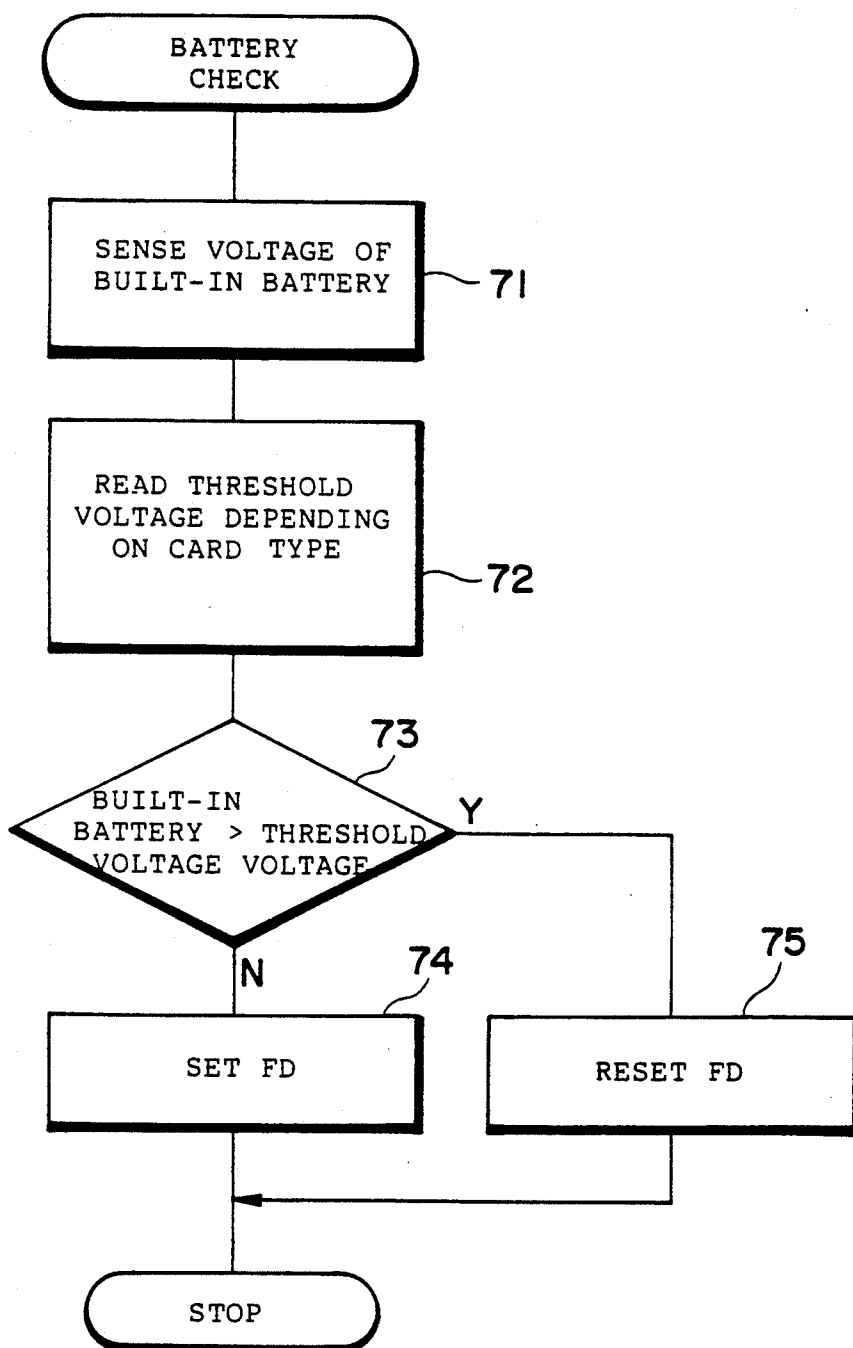 BATTERY
CHECK
SENSE VOLTAGE OF
BUILT-IN BATTERY
71
READ THRESHOLD
VOLTAGE DEPENDING
ON CARD TYPE
72
73
BUILT-IN
BATTERY > THRESHOLD
VOLTAGE VOLTAGE
Y
N
74
SET FD
75
RESET FD
STOP